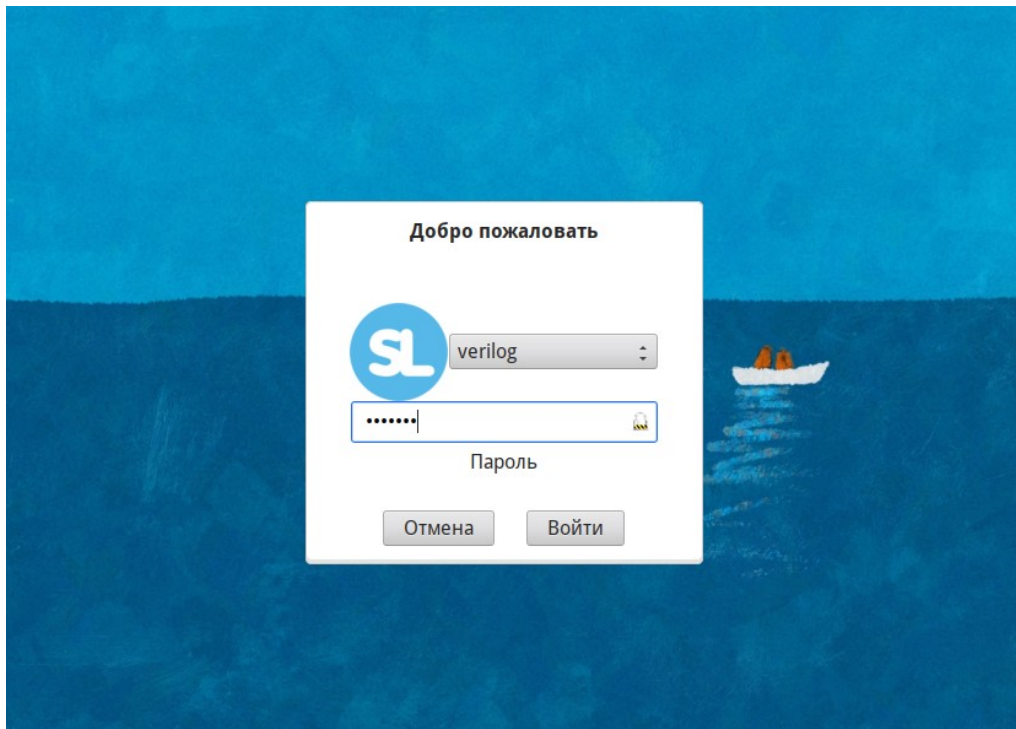 Добро пожаловать
SL
verilog
•••••••
Пароль
Отмена Войти